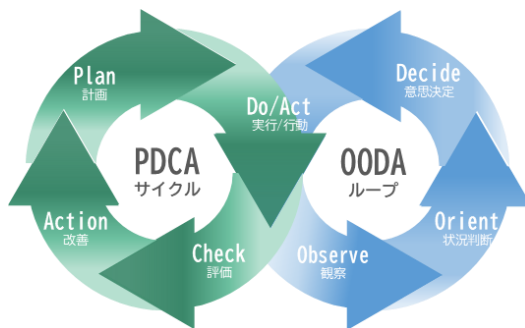 Plan
計画
Do/Act
実行/行動
Check
評価
Action
改善
PDCA
サイクル
Decide
意思決定
Orient
状況判断
Observe
観察
OODA
ループ